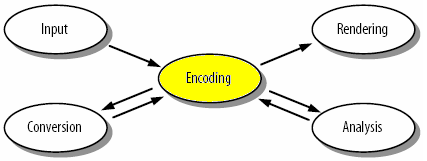 Input
Rendering
Encoding
Conversion
Analysis